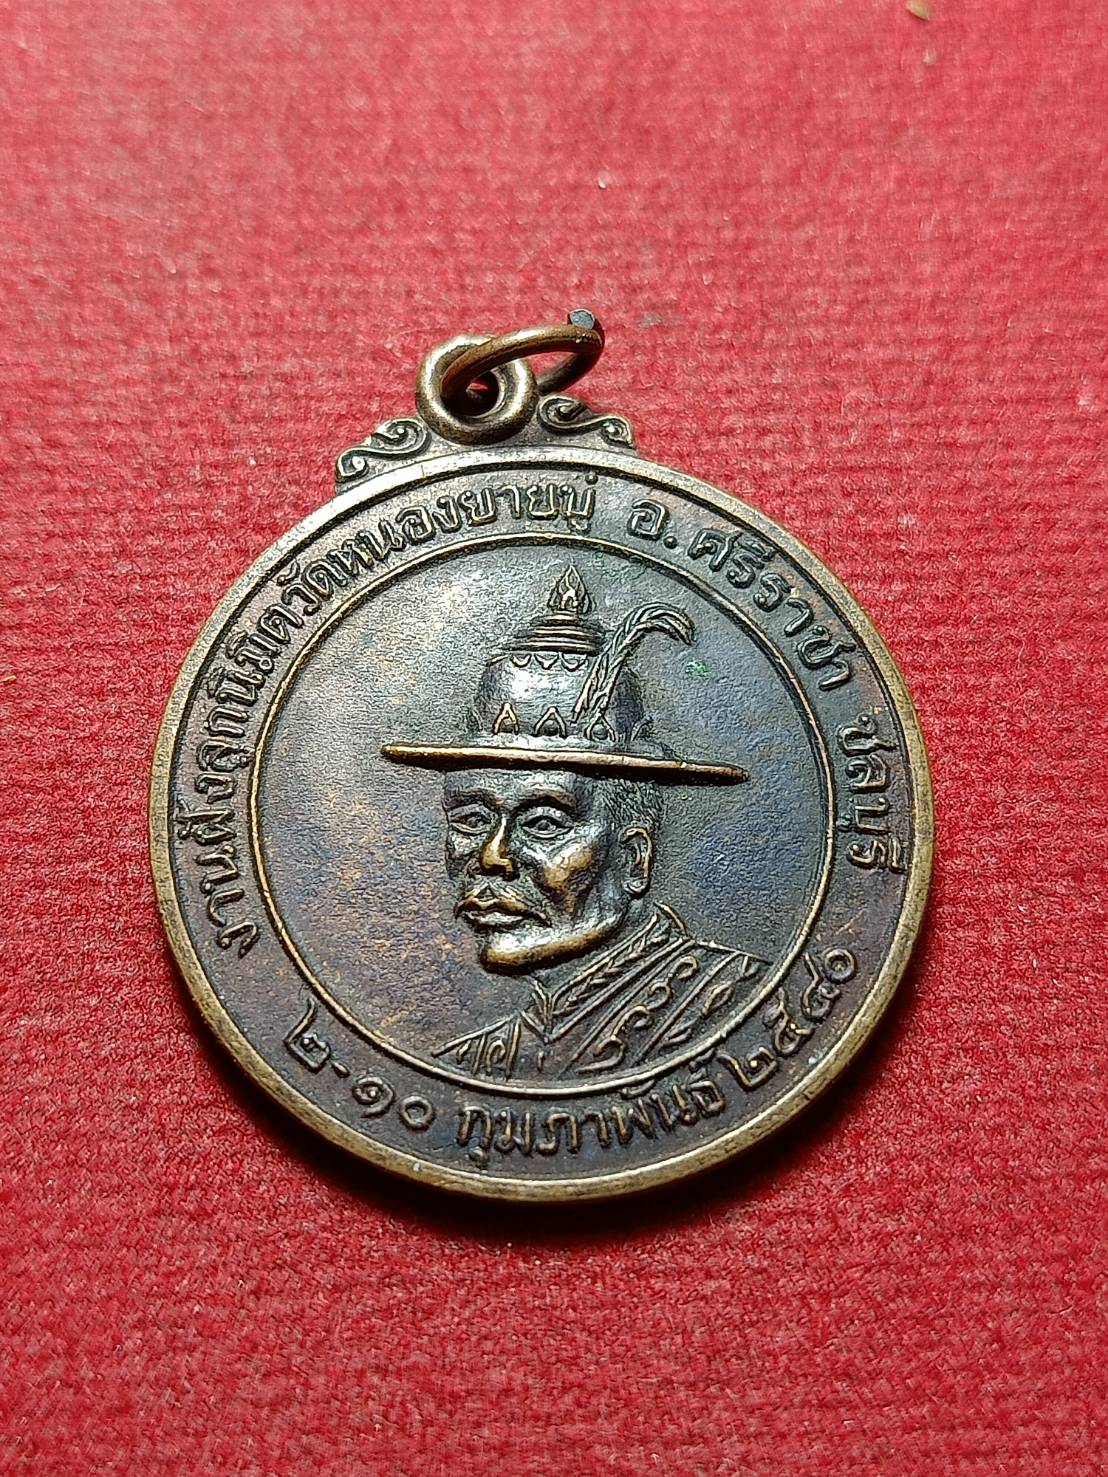 งานฝังลูกนิมิตวัดหนองยายบู่ อ.ศรีราชา ชลบุรี
๒-๑๐ กุมภาพันธ์ ๒๕๔๐